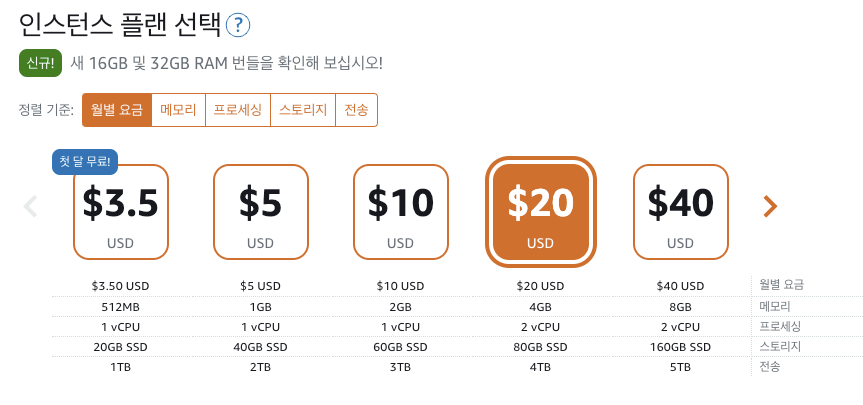 인스턴스 플랜 선택 ?
신규! 새 16GB 및 32GB RAM 번들을 확인해 보십시오!
정렬 기준: 월별 요금 메모리 프로세싱 스토리지 전송
첫 달 무료!
$3.5 $5 $10 $20 $40
USD USD USD USD USD
$3.50 USD $5 USD $10 USD $20 USD $40 USD 월별 요금
512MB 1GB 2GB 4GB 8GB 메모리
1 vCPU 1 vCPU 1 vCPU 2 vCPU 2 vCPU 프로세싱
20GB SSD 40GB SSD 60GB SSD 80GB SSD 160GB SSD 스토리지
1TB 2TB 3TB 4TB 5TB 전송